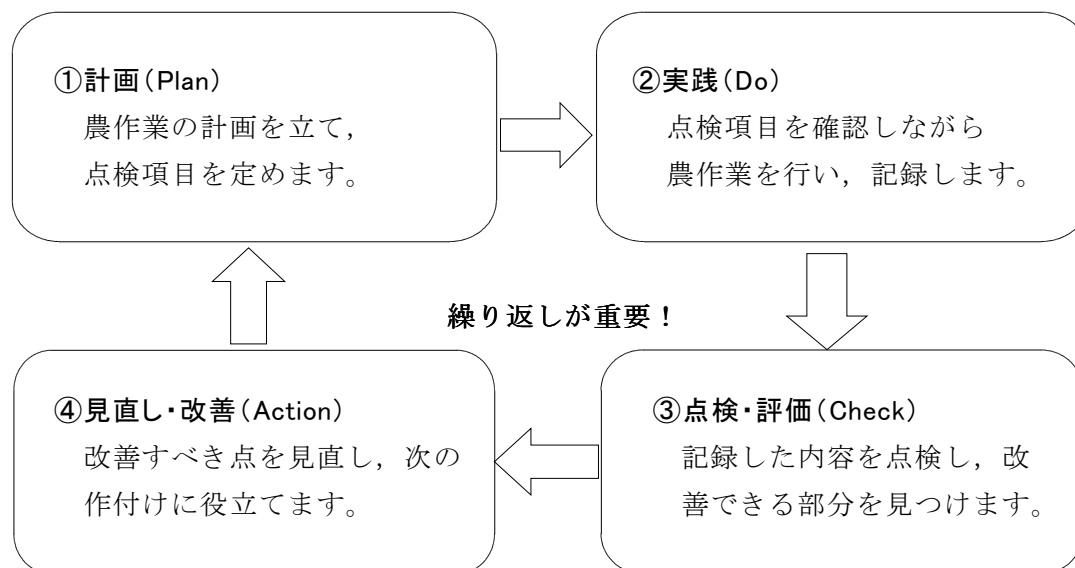 ①計画(Plan)
農作業の計画を立て，
点検項目を定めます。
②実践(Do)
点検項目を確認しながら
農作業を行い，記録します。
繰り返しが重要！
③点検・評価(Check)
記録した内容を点検し，改
善できる部分を見つけます。
④見直し・改善(Action)
改善すべき点を見直し，次の
作付けに役立てます。